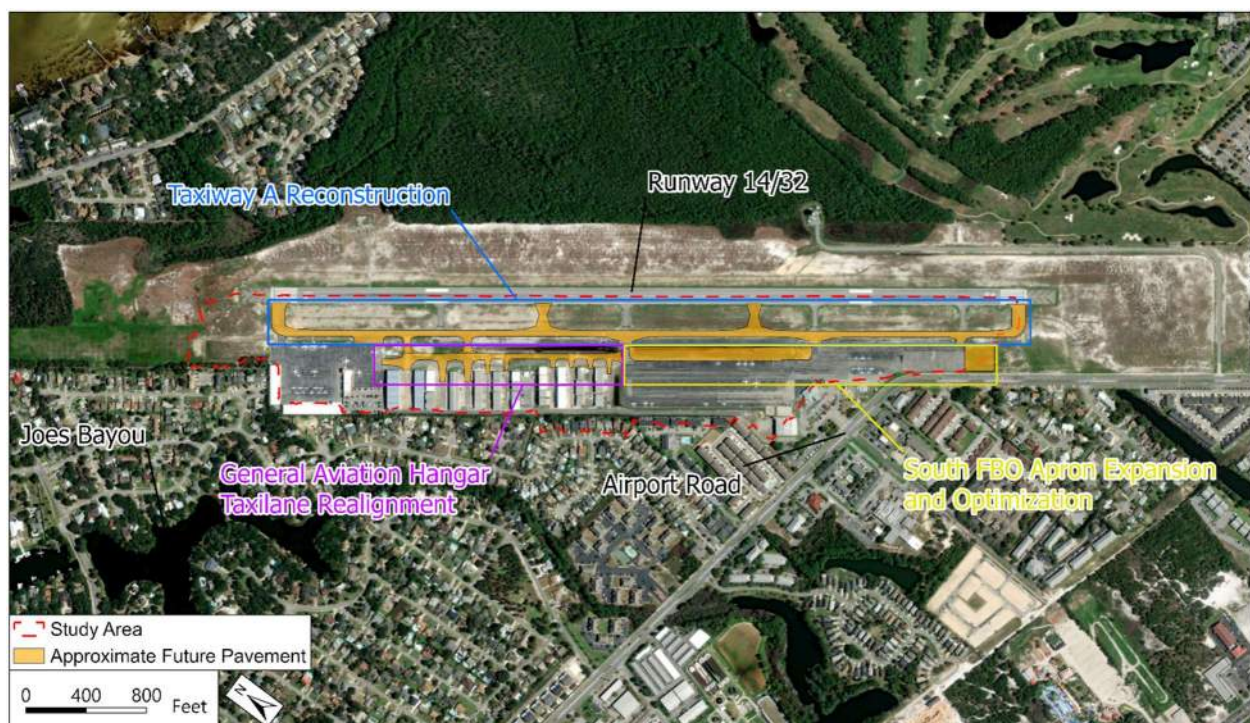 Taxiway A Reconstruction
Runway 14/32
Joes Bayou
General Aviation Hangar
Taxilane Realignment
Airport Road
South FBO Apron Expansion
and Optimization
Study Area
Approximate Future Pavement
0 400 800
Feet
N